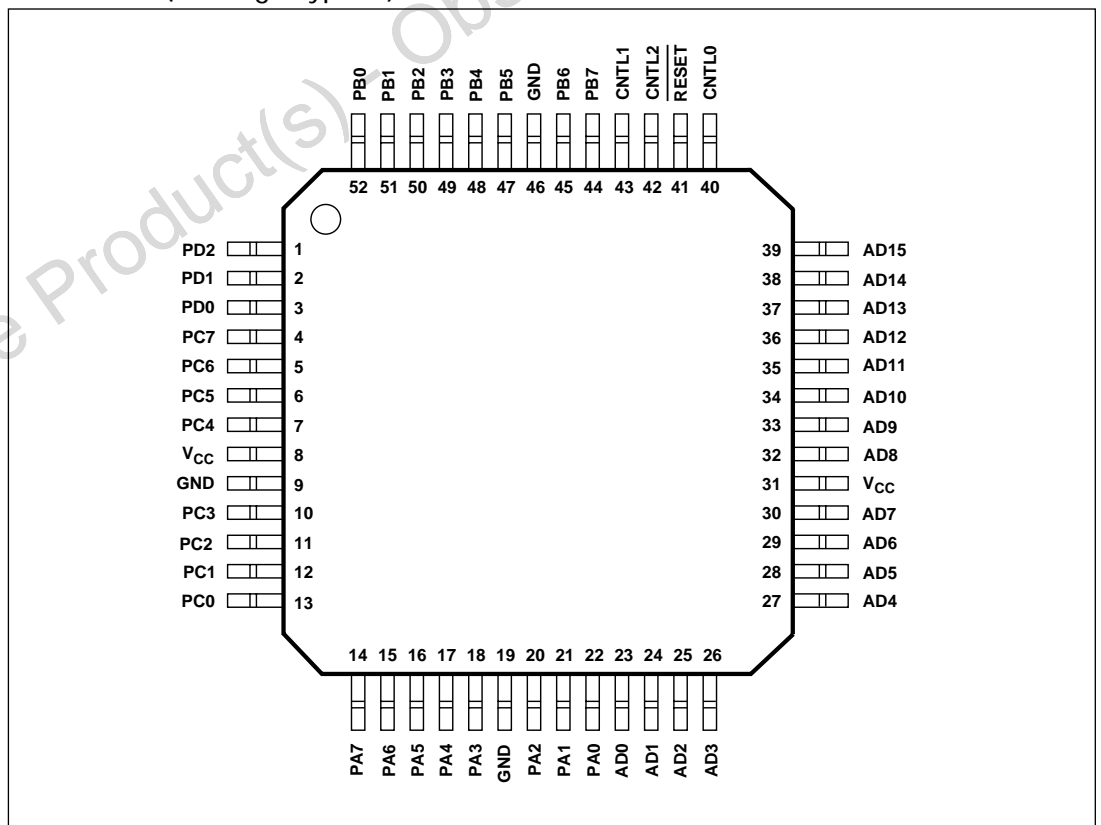 Product(s) - Obs
PB0
PB1
PB2
PB3
PB4
PB5
GND
PB6
PB7
CNTL1
CNTL2
RESET
CNTL0
52 51 50 49 48 47 46 45 44 43 42 41 40
PD2 1
PD1 2
PD0 3
PC7 4
PC6 5
PC5 6
PC4 7
VCC 8
GND 9
PC3 10
PC2 11
PC1 12
PC0 13
39 AD15
38 AD14
37 AD13
36 AD12
35 AD11
34 AD10
33 AD9
32 AD8
31 VCC
30 AD7
29 AD6
28 AD5
27 AD4
14 15 16 17 18 19 20 21 22 23 24 25 26
PA7
PA6
PA5
PA4
PA3
GND
PA2
PA1
PA0
AD0
AD1
AD2
AD3